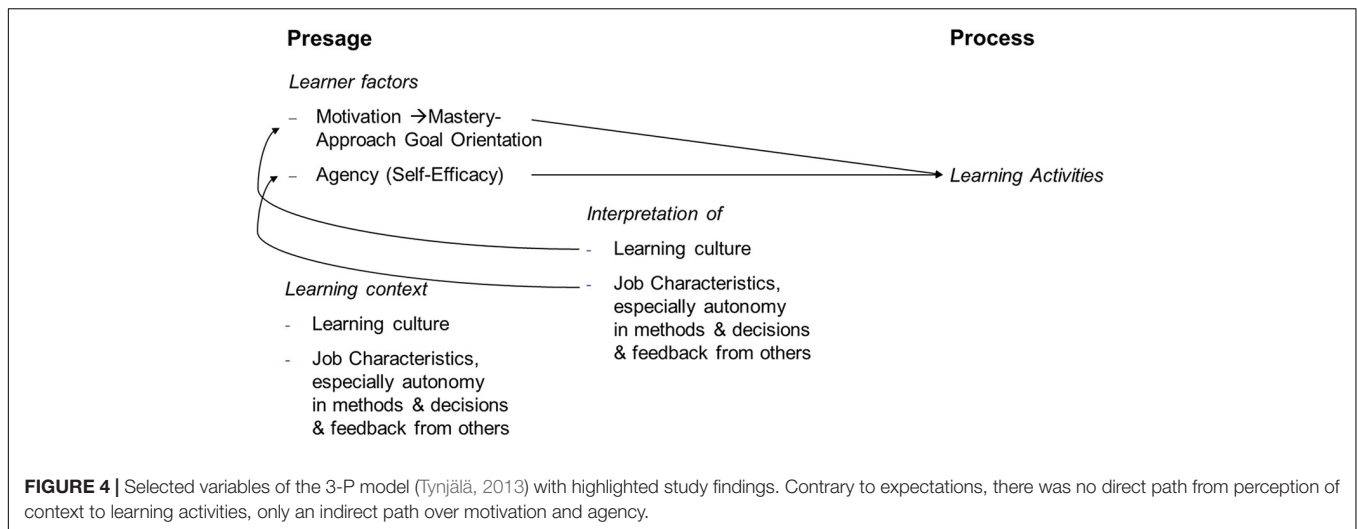 Presage
Process
Learner factors
– Motivation →Mastery-
Approach Goal Orientation
– Agency (Self-Efficacy)
Learning Activities
Interpretation of
- Learning culture
- Job Characteristics,
especially autonomy
in methods & decisions
& feedback from others
Learning context
- Learning culture
- Job Characteristics,
especially autonomy
in methods & decisions
& feedback from others
FIGURE 4 | Selected variables of the 3-P model (Tynjälä, 2013) with highlighted study findings. Contrary to expectations, there was no direct path from perception of
context to learning activities, only an indirect path over motivation and agency.